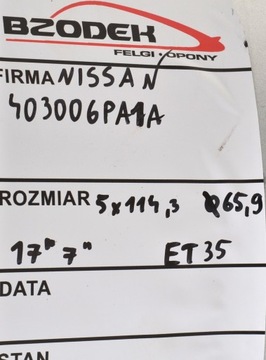 BZODEK
FELGI · OPONY
FIRMA NISSAN
403006PA1A
ROZMIAR 5x114,3 Ø65,9
17" 7" ET35
DATA
STAN